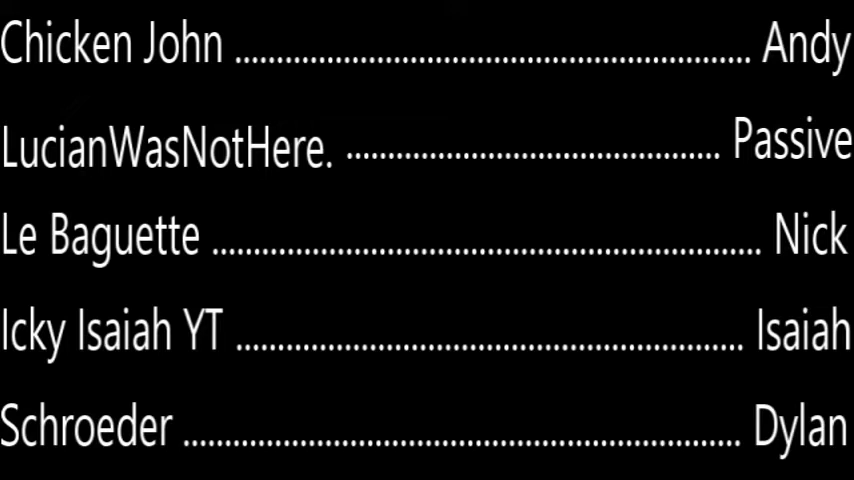 Chicken John .............................................................. Andy
LucianWasNotHere. ............................................. Passive
Le Baguette .................................................................. Nick
Icky Isaiah YT ............................................................. Isaiah
Schroeder ................................................................... Dylan